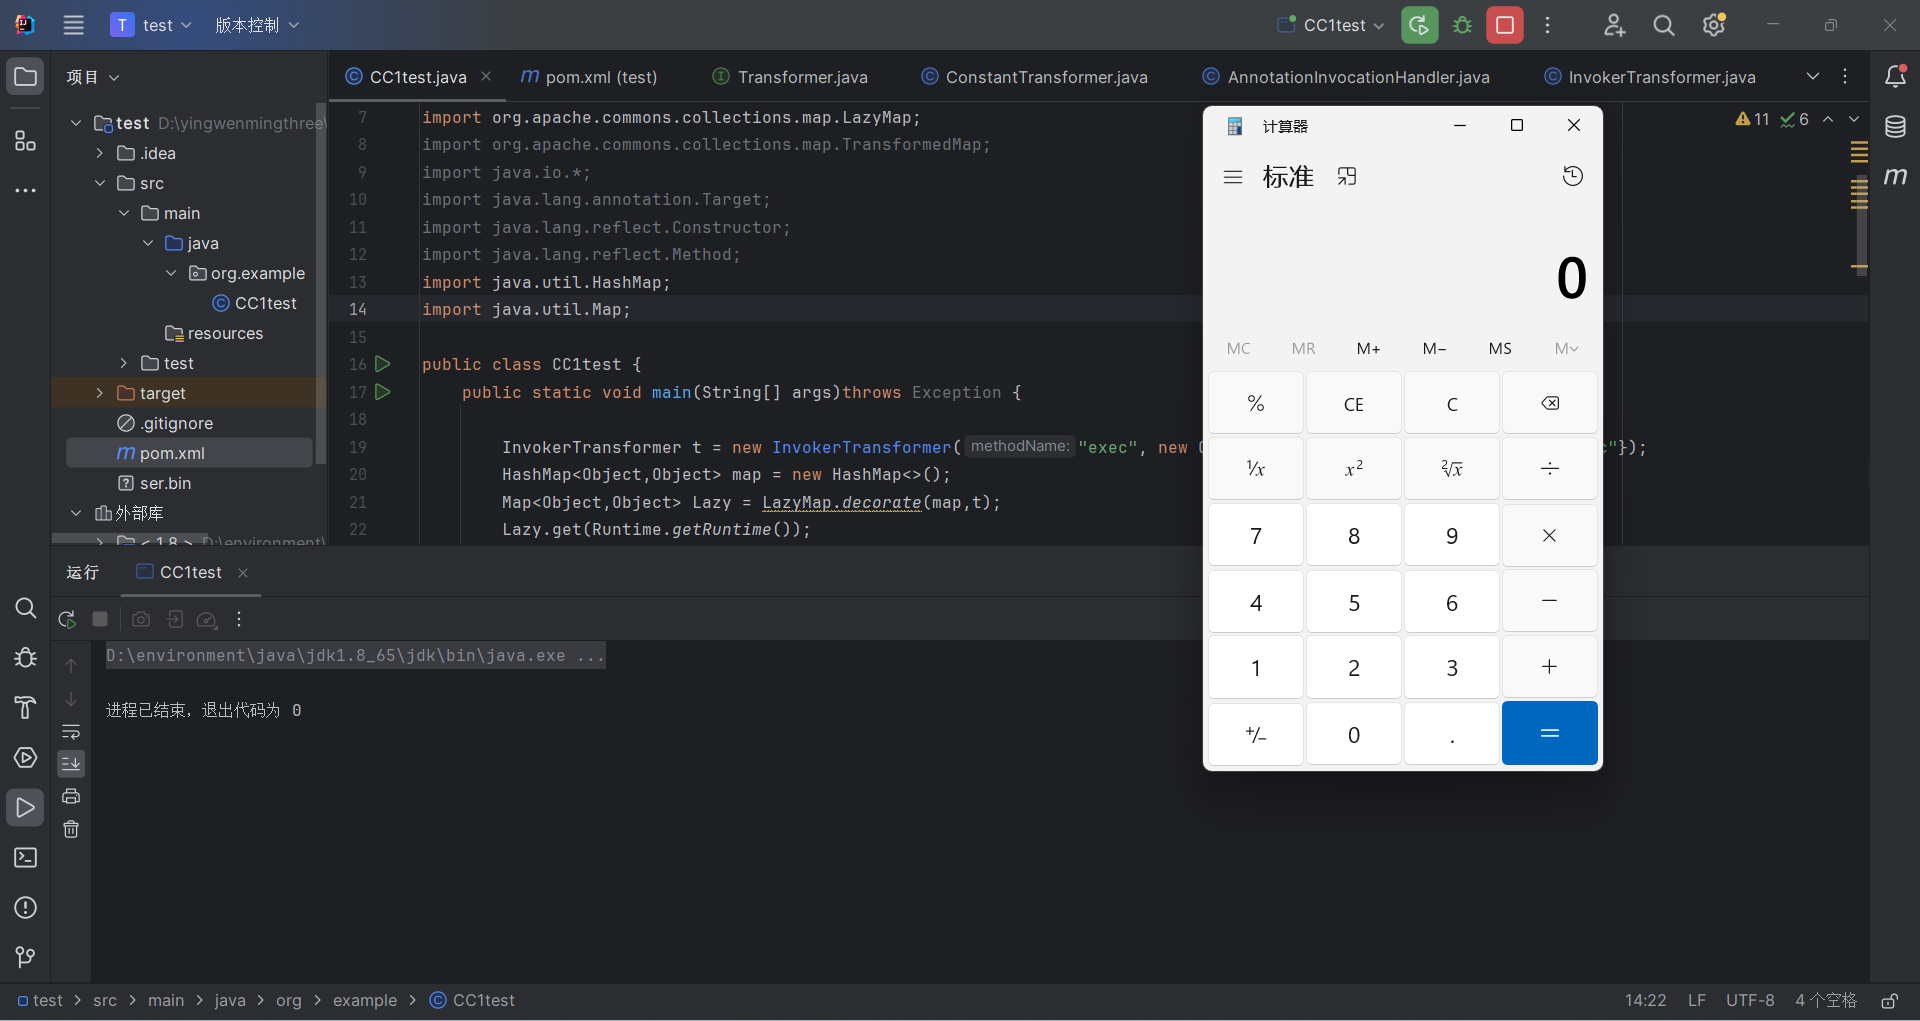 T test 版本控制 CC1test
项目
test D:\yingwenmingthree\
.idea
src
main
java
org.example
CC1test
resources
test
target
.gitignore
pom.xml
ser.bin
外部库
< 1.8 > D:\environment\
CC1test.java pom.xml (test) Transformer.java ConstantTransformer.java AnnotationInvocationHandler.java InvokerTransformer.java
11 6
7 import org.apache.commons.collections.map.LazyMap;
8 import org.apache.commons.collections.map.TransformedMap;
9 import java.io.*;
10 import java.lang.annotation.Target;
11 import java.lang.reflect.Constructor;
12 import java.lang.reflect.Method;
13 import java.util.HashMap;
14 import java.util.Map;
15
16 public class CC1test {
17 public static void main(String[] args)throws Exception {
18
19 InvokerTransformer t = new InvokerTransformer( methodName: "exec", new c"});
20 HashMap<Object,Object> map = new HashMap<>();
21 Map<Object,Object> Lazy = LazyMap.decorate(map,t);
22 Lazy.get(Runtime.getRuntime());
计算器
标准
0
MC MR M+ M− MS M
% CE C
⅟x x² ²√x ÷
7 8 9 ×
4 5 6 −
1 2 3 +
+/− 0 . =
运行 CC1test
D:\environment\java\jdk1.8_65\jdk\bin\java.exe ...
进程已结束，退出代码为 0
test > src > main > java > org > example > CC1test
14:22 LF UTF-8 4 个空格